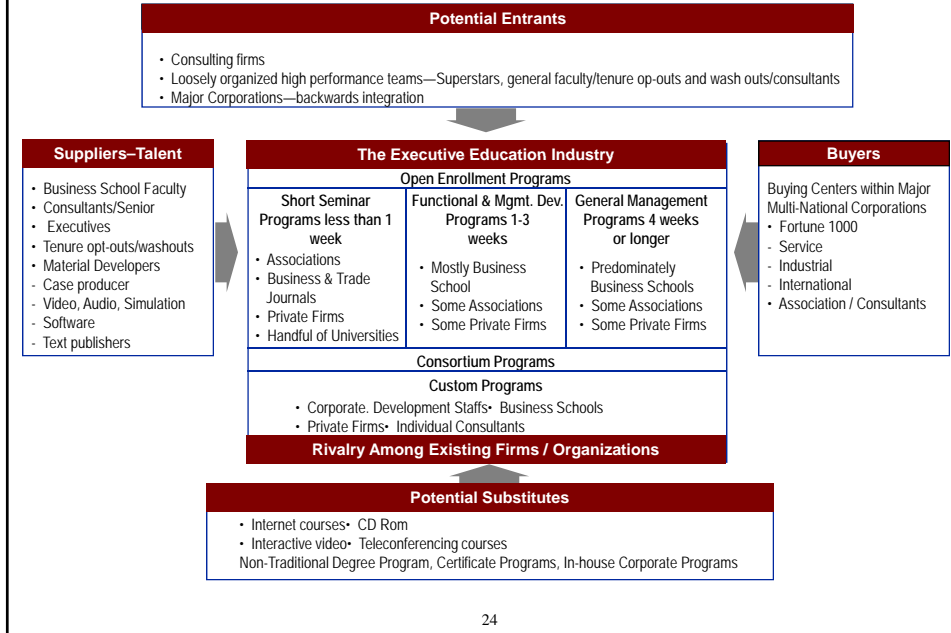 Potential Entrants
• Consulting firms
• Loosely organized high performance teams—Superstars, general faculty/tenure op-outs and wash outs/consultants
• Major Corporations—backwards integration
Suppliers–Talent
• Business School Faculty
• Consultants/Senior
• Executives
• Tenure opt-outs/washouts
• Material Developers
- Case producer
- Video, Audio, Simulation
- Software
- Text publishers
The Executive Education Industry
Open Enrollment Programs
Short Seminar
Programs less than 1
week
• Associations
• Business & Trade
Journals
• Private Firms
• Handful of Universities
Functional & Mgmt. Dev.
Programs 1-3
weeks
• Mostly Business
School
• Some Associations
• Some Private Firms
General Management
Programs 4 weeks
or longer
• Predominately
Business Schools
• Some Associations
• Some Private Firms
Consortium Programs
Custom Programs
• Corporate. Development Staffs• Business Schools
• Private Firms• Individual Consultants
Rivalry Among Existing Firms / Organizations
Buyers
Buying Centers within Major
Multi-National Corporations
• Fortune 1000
- Service
- Industrial
- International
• Association / Consultants
Potential Substitutes
• Internet courses• CD Rom
• Interactive video• Teleconferencing courses
Non-Traditional Degree Program, Certificate Programs, In-house Corporate Programs
24